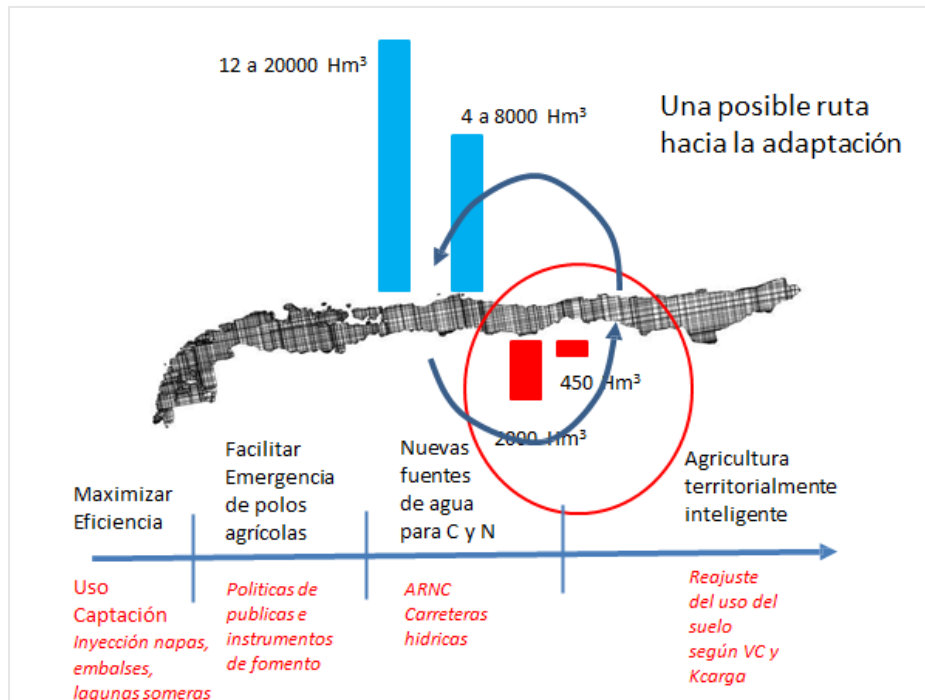 12 a 20000 Hm³
4 a 8000 Hm³
Una posible ruta
hacia la adaptación
450 Hm³
2000 Hm³
Maximizar
Eficiencia
Facilitar
Emergencia
de polos
agrícolas
Nuevas
fuentes
de agua
para C y N
Agricultura
territorialmente
inteligente
Uso
Captación
Inyección napas,
embalses,
lagunas someras
Politicas de
publicas e
instrumentos
de fomento
ARNC
Carreteras
hidricas
Reajuste
del uso del
suelo
según VC y
Kcarga